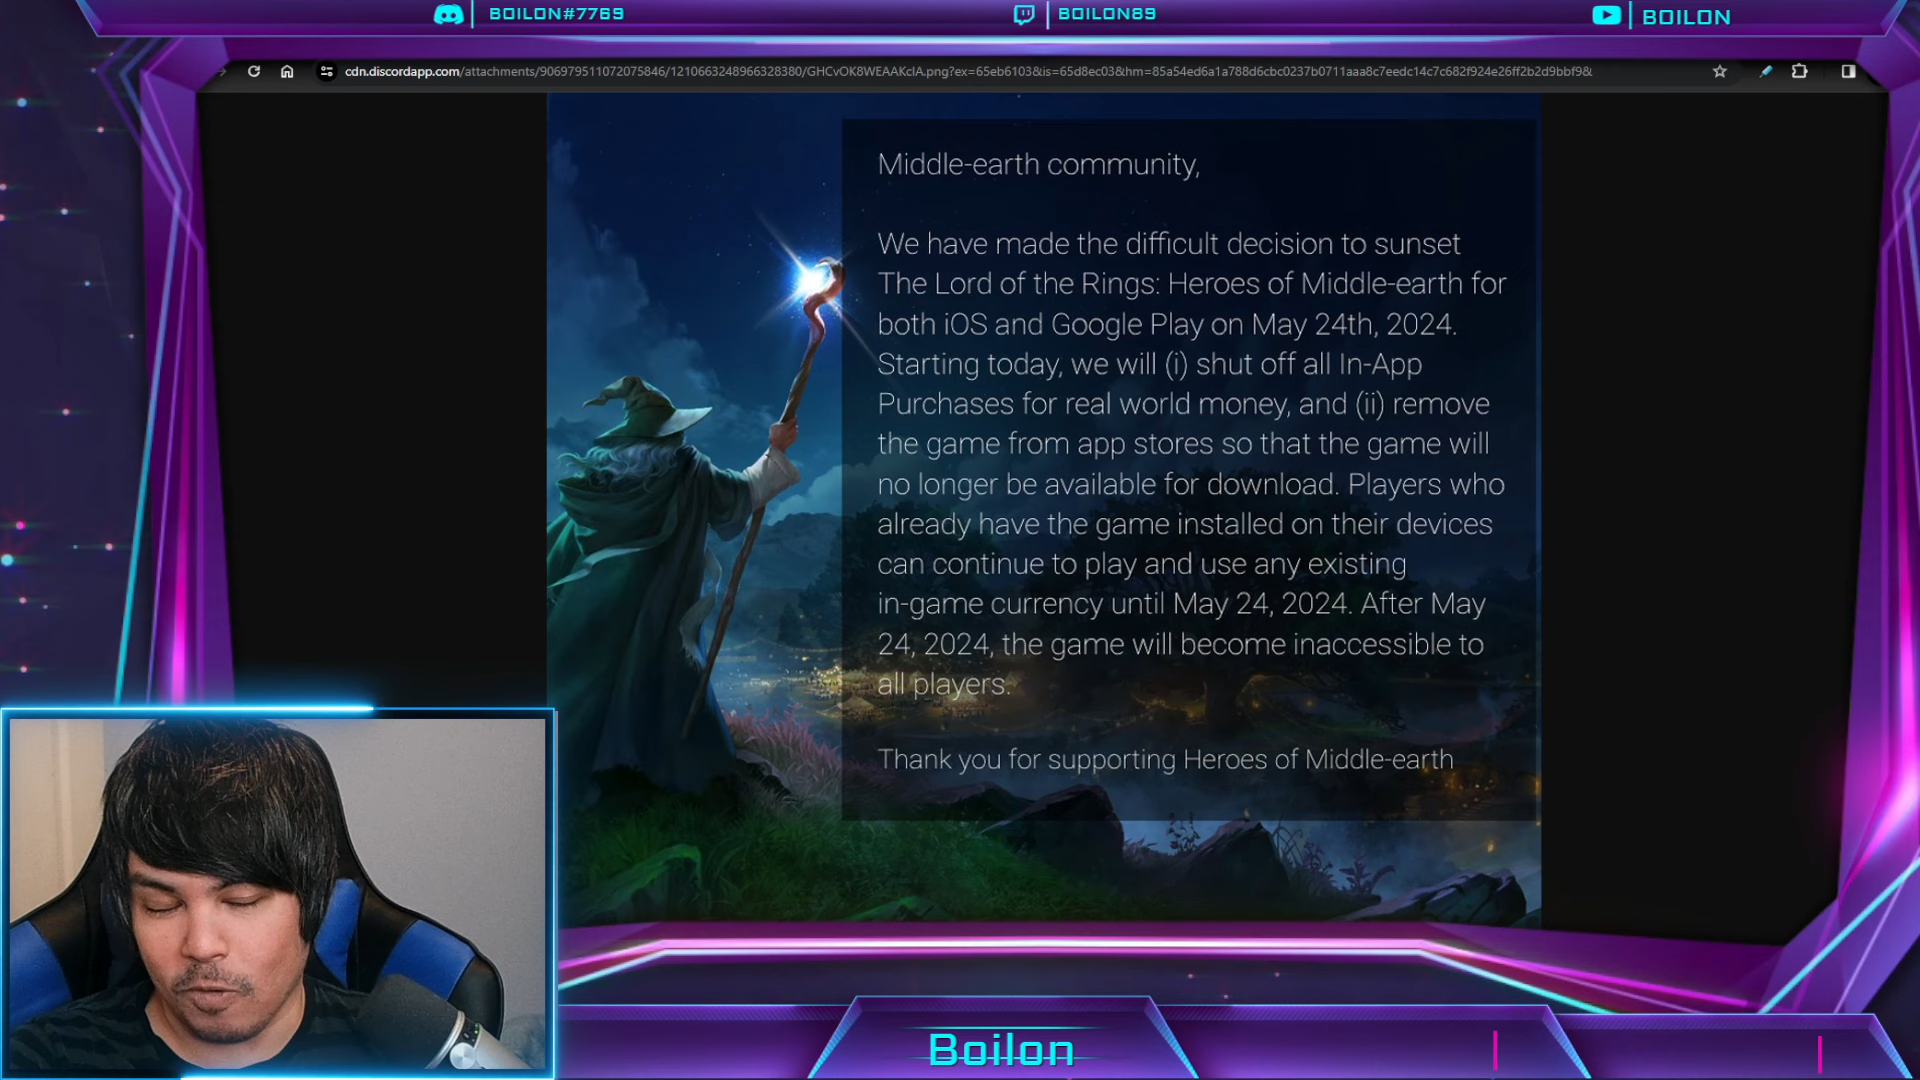 BOILON#7769
BOILON89
BOILON
cdn.discordapp.com/attachments/906979511072075846/1210663248966328380/GHCvOK8WEAAKcIA.png?ex=65eb6103&is=65d8ec03&hm=85a54ed6a1a788d6cbc0237b0711aaa8c7eedc14c7c682f924e26ff2b2d9bbf9&
Middle-earth community,
We have made the difficult decision to sunset
The Lord of the Rings: Heroes of Middle-earth for
both iOS and Google Play on May 24th, 2024.
Starting today, we will (i) shut off all In-App
Purchases for real world money, and (ii) remove
the game from app stores so that the game will
no longer be available for download. Players who
already have the game installed on their devices
can continue to play and use any existing
in-game currency until May 24, 2024. After May
24, 2024, the game will become inaccessible to
all players.
Thank you for supporting Heroes of Middle-earth
Boilon